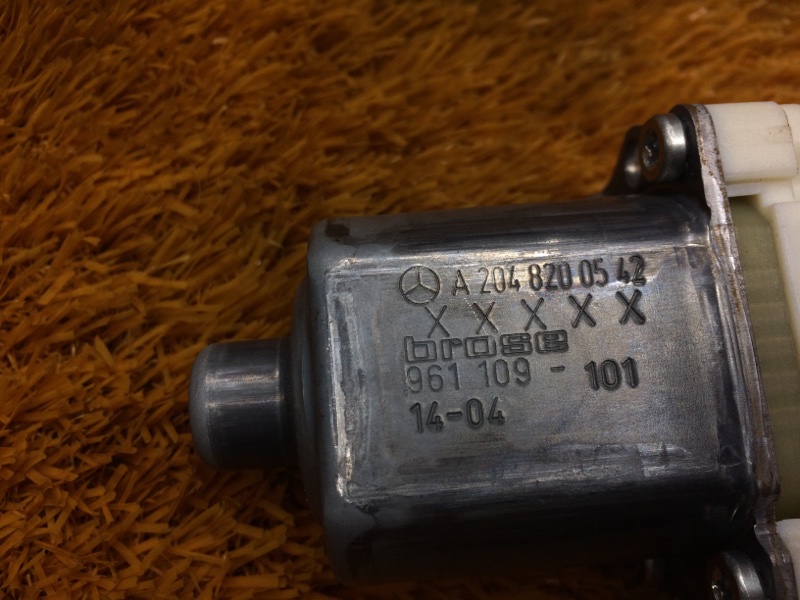 A 204 820 05 42
X X X X X
brose
961 109 - 101
14-04